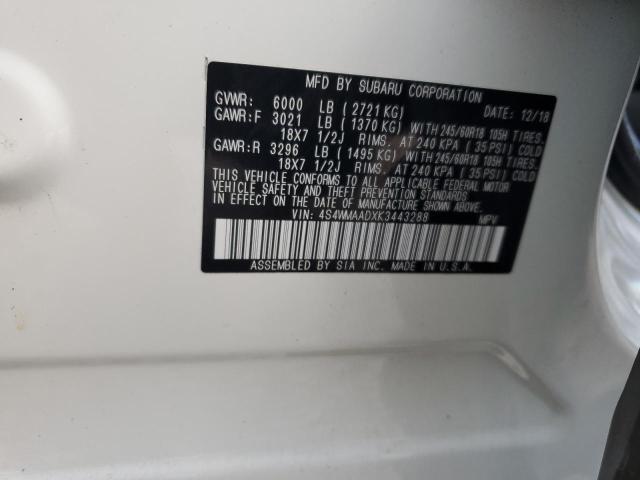 MFD BY SUBARU CORPORATION
GVWR: 6000 LB (2721KG) DATE: 12/18
GAWR:F 3021 LB (1370KG) WITH 245/60R18 105H TIRES.
18X7 1/2J RIMS. AT 240 KPA (35PSI) COLD
GAWR:R 3296 LB (1495KG) WITH 245/60R18 105H TIRES.
18X7 1/2J RIMS. AT 240 KPA (35PSI) COLD
THIS VEHICLE CONFORMS TO ALL APPLICABLE FEDERAL MOTOR
VEHICLE SAFETY AND BUMPER AND THEFT PREVENTION STANDARDS
IN EFFECT ON THE DATE OF MANUFACTURE SHOWN ABOVE.
VIN: 4S4WMAADXK3443288 MPV
ASSEMBLED BY SIA INC. MADE IN U.S.A.